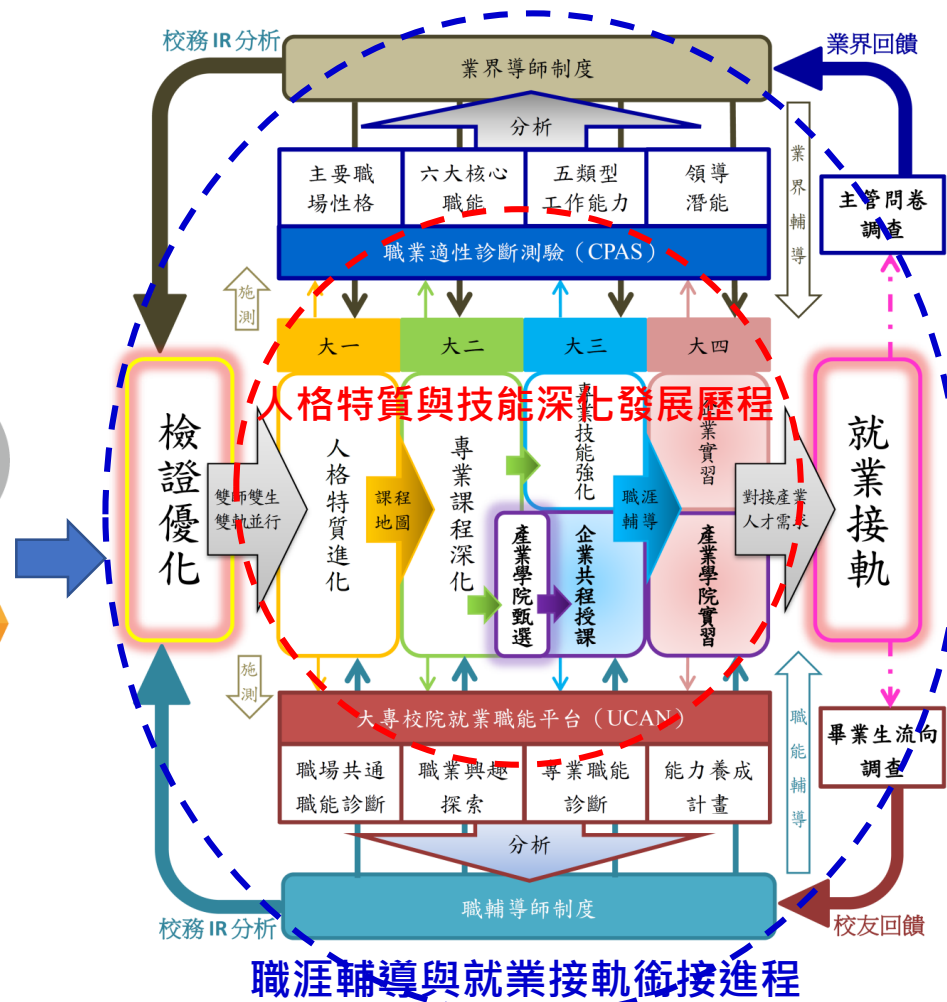 校務 IR 分析
業界回饋
業界導師制度
分析
主要職
場性格
六大核心
職能
五類型
工作能力
領導
潛能
業界輔導
主管問卷
調查
職業適性診斷測驗（CPAS）
施測
大一
大二
大三
大四
人格特質與技能深化發展歷程
檢證優化
雙師雙生
雙軌並行
人格特質進化
課程
地圖
專業課程深化
專業技能強化
職涯
輔導
企業實習
對接產業
人才需求
就業接軌
產業學院甄選
企業共程授課
產業學院實習
施測
大專校院就業職能平台（UCAN）
職場共通
職能診斷
職業興趣
探索
專業職能
診斷
能力養成
計畫
職能輔導
畢業生流向
調查
分析
職輔導師制度
校務 IR 分析
校友回饋
職涯輔導與就業接軌銜接進程